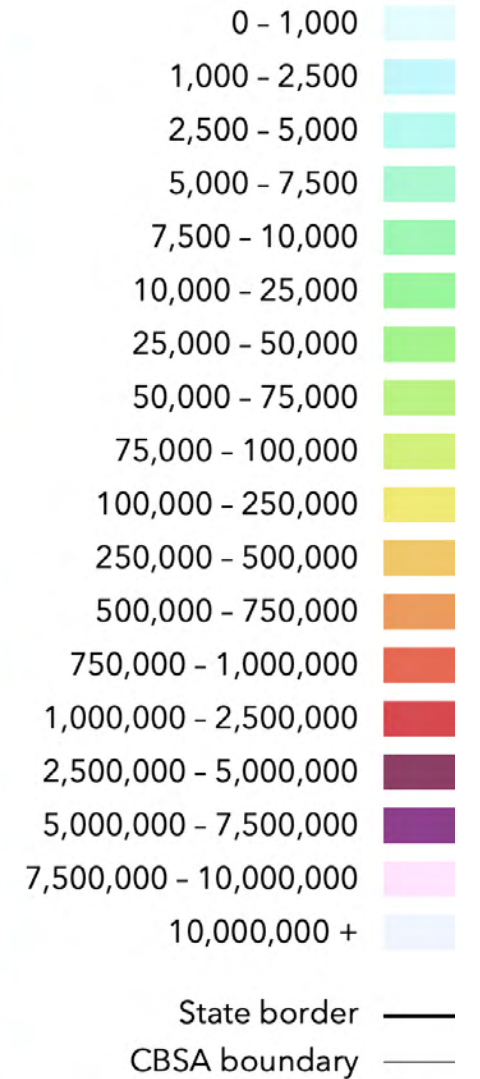 0 – 1,000
1,000 – 2,500
2,500 – 5,000
5,000 – 7,500
7,500 – 10,000
10,000 – 25,000
25,000 – 50,000
50,000 – 75,000
75,000 – 100,000
100,000 – 250,000
250,000 – 500,000
500,000 – 750,000
750,000 – 1,000,000
1,000,000 – 2,500,000
2,500,000 – 5,000,000
5,000,000 – 7,500,000
7,500,000 – 10,000,000
10,000,000 +
State border
CBSA boundary